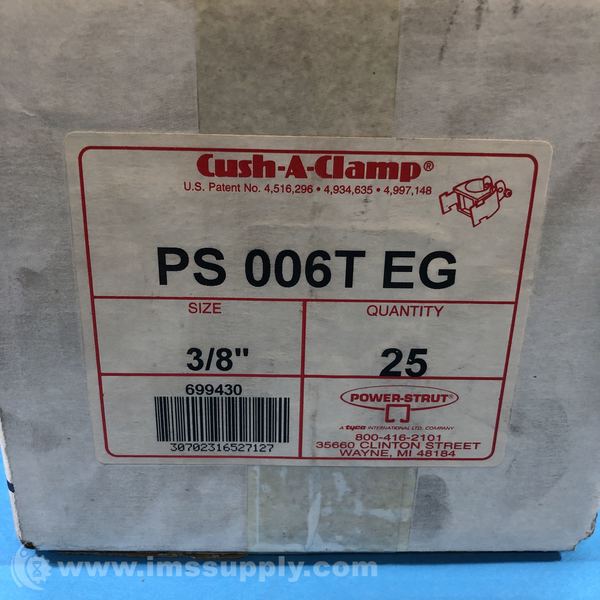 Cush-A-Clamp®
U.S. Patent No. 4,516,296 • 4,934,635 • 4,997,148
PS 006T EG
SIZE
3/8"
QUANTITY
25
699430
30702316527127
POWER-STRUT®
A tyco INTERNATIONAL LTD. COMPANY
800-416-2101
35660 CLINTON STREET
WAYNE, MI 48184
© www.imssupply.com